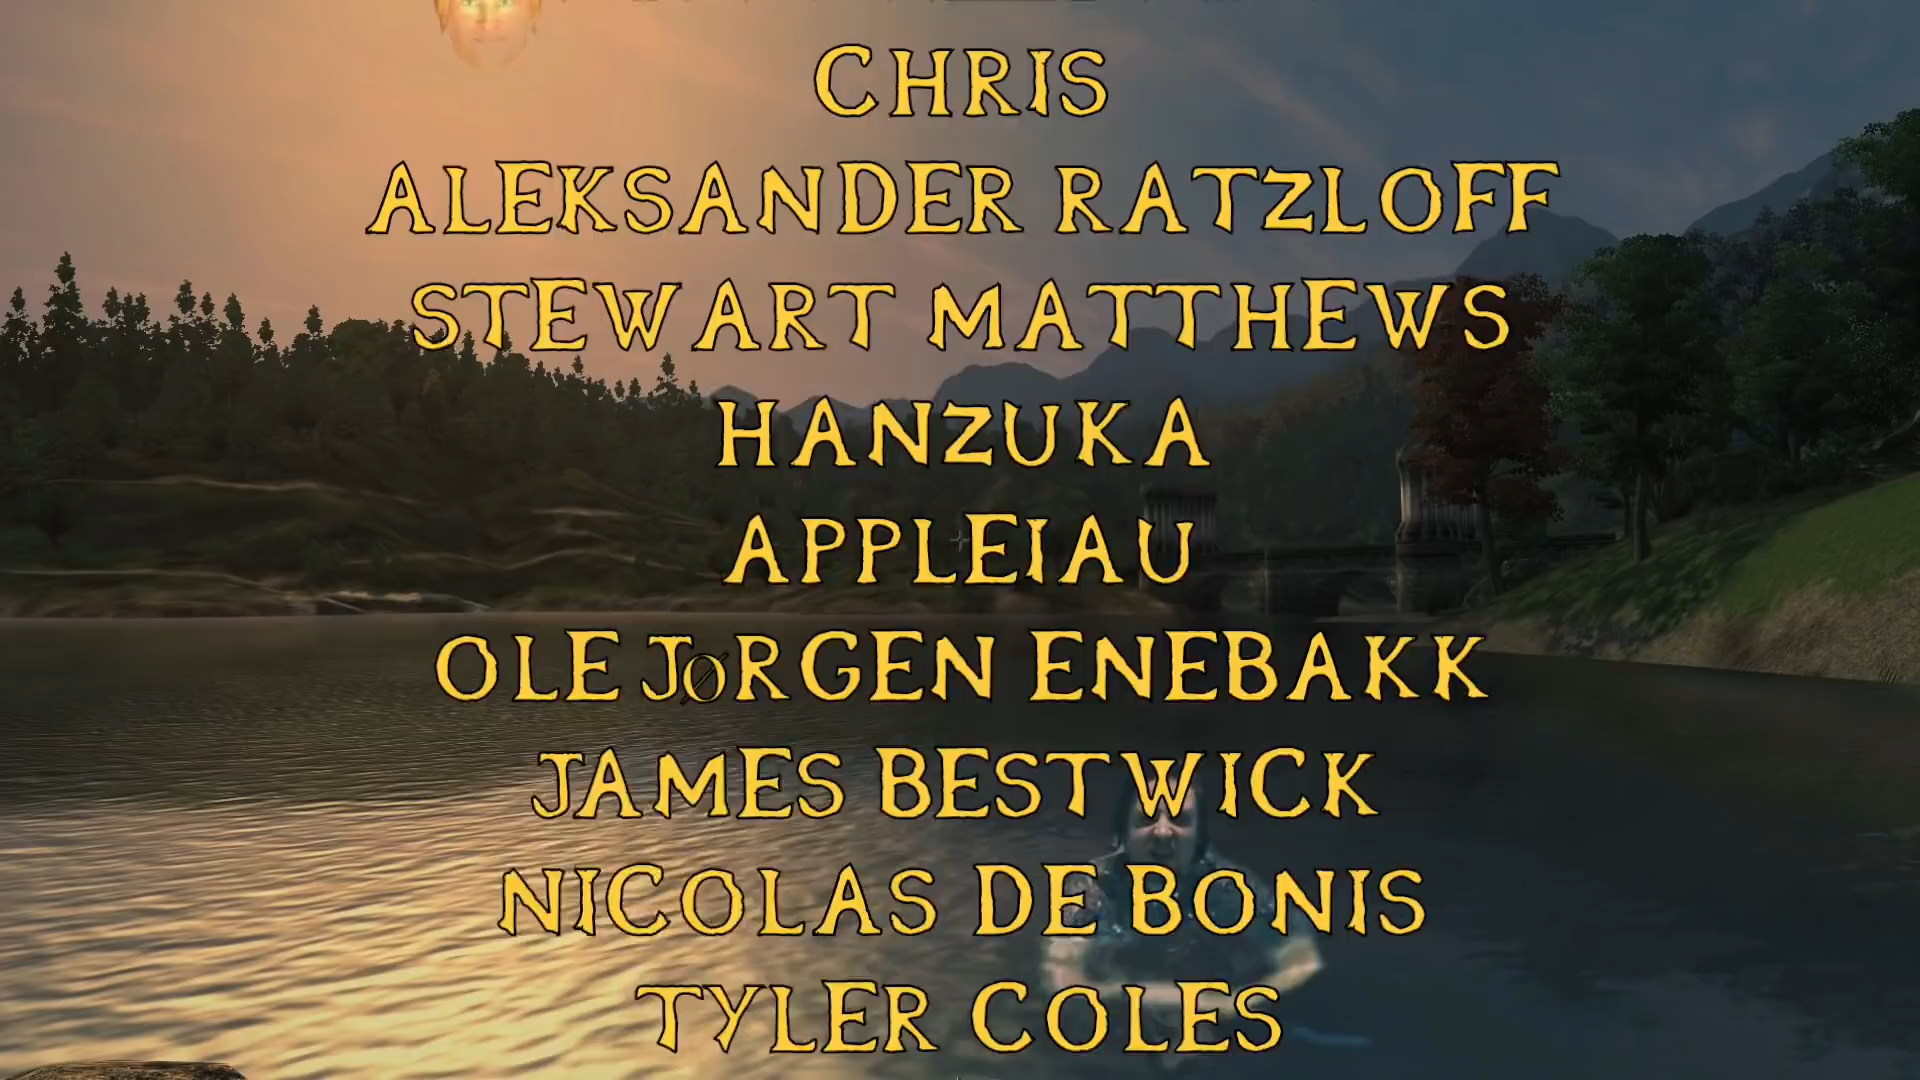 CHRIS
ALEKSANDER RATZLOFF
STEWART MATTHEWS
HANZUKA
APPLEIAU
OLE JØRGEN ENEBAKK
JAMES BESTWICK
NICOLAS DE BONIS
TYLER COLES